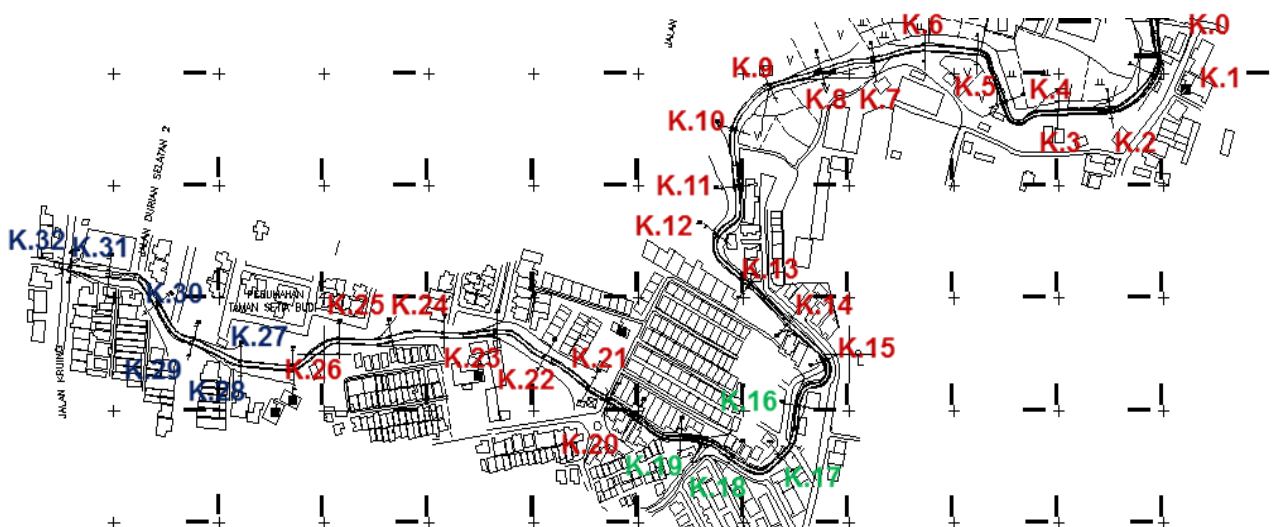 K.6
K.0
JALAN
K.9
K.5
K.4
K.1
K.8
K.7
K.10
K.3
K.2
JALAN DURIAN SELATAN 2
K.11
K.12
K.32
K.31
K.13
K.30
PERUMAHAN
TAMAN SETIA BUDI
K.25
K.24
K.14
K.27
K.15
K.29
K.26
K.23
K.21
K.22
K.28
K.16
K.20
K.19
K.18
K.17